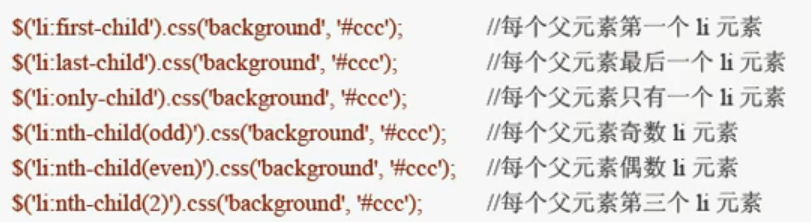 $('li:first-child').css('background', '#ccc'); //每个父元素第一个 li 元素
$('li:last-child').css('background', '#ccc'); //每个父元素最后一个 li 元素
$('li:only-child').css('background', '#ccc'); //每个父元素只有一个 li 元素
$('li:nth-child(odd)').css('background', '#ccc'); //每个父元素奇数 li 元素
$('li:nth-child(even)').css('background', '#ccc'); //每个父元素偶数 li 元素
$('li:nth-child(2)').css('background', '#ccc'); //每个父元素第三个 li 元素